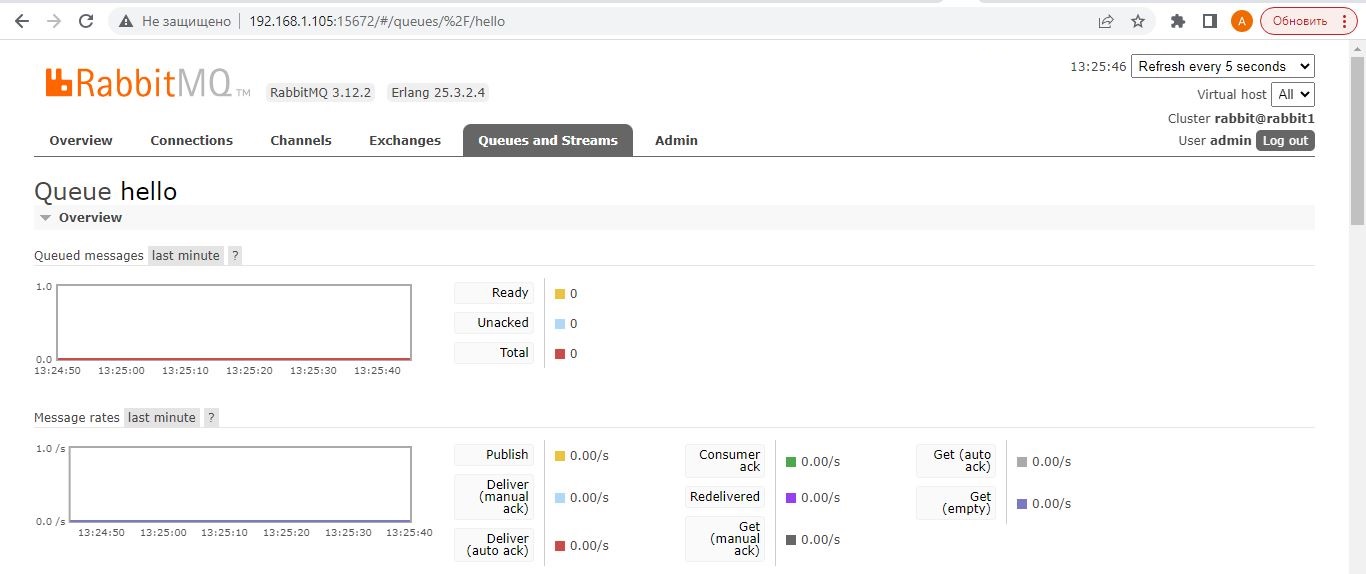 Не защищено 192.168.1.105:15672/#/queues/%2F/hello A Обновить
RabbitMQ TM RabbitMQ 3.12.2 Erlang 25.3.2.4
13:25:46 Refresh every 5 seconds
Virtual host All
Cluster rabbit@rabbit1
User admin Log out
Overview Connections Channels Exchanges Queues and Streams Admin
Queue hello
Overview
Queued messages last minute ?
1.0
0.0
13:24:50 13:25:00 13:25:10 13:25:20 13:25:30 13:25:40
Ready 0
Unacked 0
Total 0
Message rates last minute ?
1.0 /s
0.0 /s
13:24:50 13:25:00 13:25:10 13:25:20 13:25:30 13:25:40
Publish 0.00/s
Deliver
(manual 0.00/s
ack)
Deliver
(auto ack) 0.00/s
Consumer
ack 0.00/s
Redelivered 0.00/s
Get
(manual 0.00/s
ack)
Get (auto
ack) 0.00/s
Get
(empty) 0.00/s